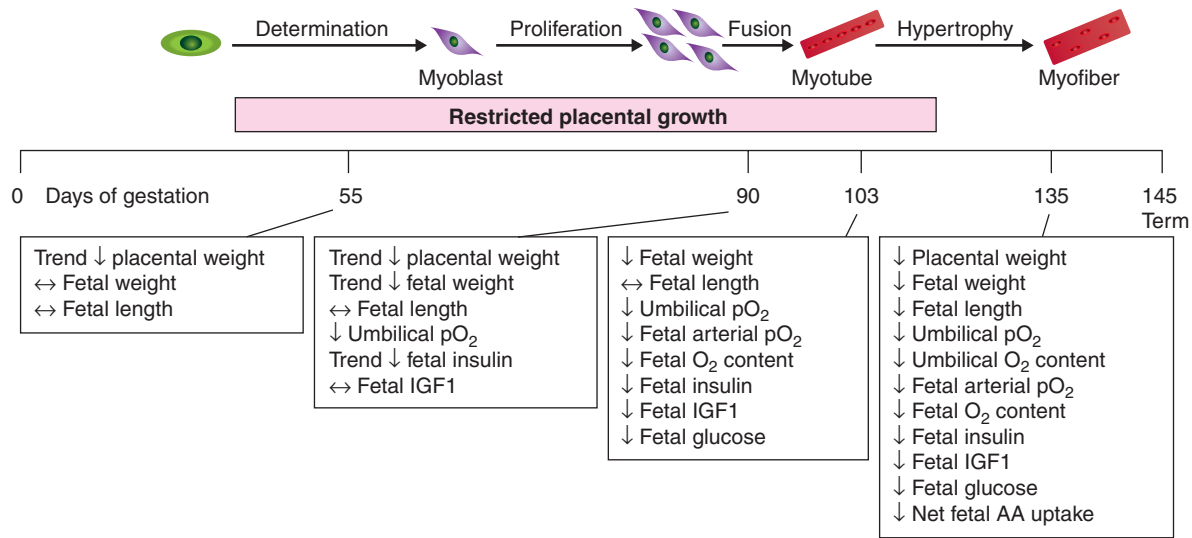 Determination
Proliferation
Fusion
Hypertrophy
Myoblast
Myotube
Myofiber
Restricted placental growth
0 Days of gestation 55 90 103 135 145
Term
Trend ↓ placental weight
↔ Fetal weight
↔ Fetal length
Trend ↓ placental weight
Trend ↓ fetal weight
↔ Fetal length
↓ Umbilical pO₂
Trend ↓ fetal insulin
↔ Fetal IGF1
↓ Fetal weight
↔ Fetal length
↓ Umbilical pO₂
↓ Fetal arterial pO₂
↓ Fetal O₂ content
↓ Fetal insulin
↓ Fetal IGF1
↓ Fetal glucose
↓ Placental weight
↓ Fetal weight
↓ Fetal length
↓ Umbilical pO₂
↓ Umbilical O₂ content
↓ Fetal arterial pO₂
↓ Fetal O₂ content
↓ Fetal insulin
↓ Fetal IGF1
↓ Fetal glucose
↓ Net fetal AA uptake